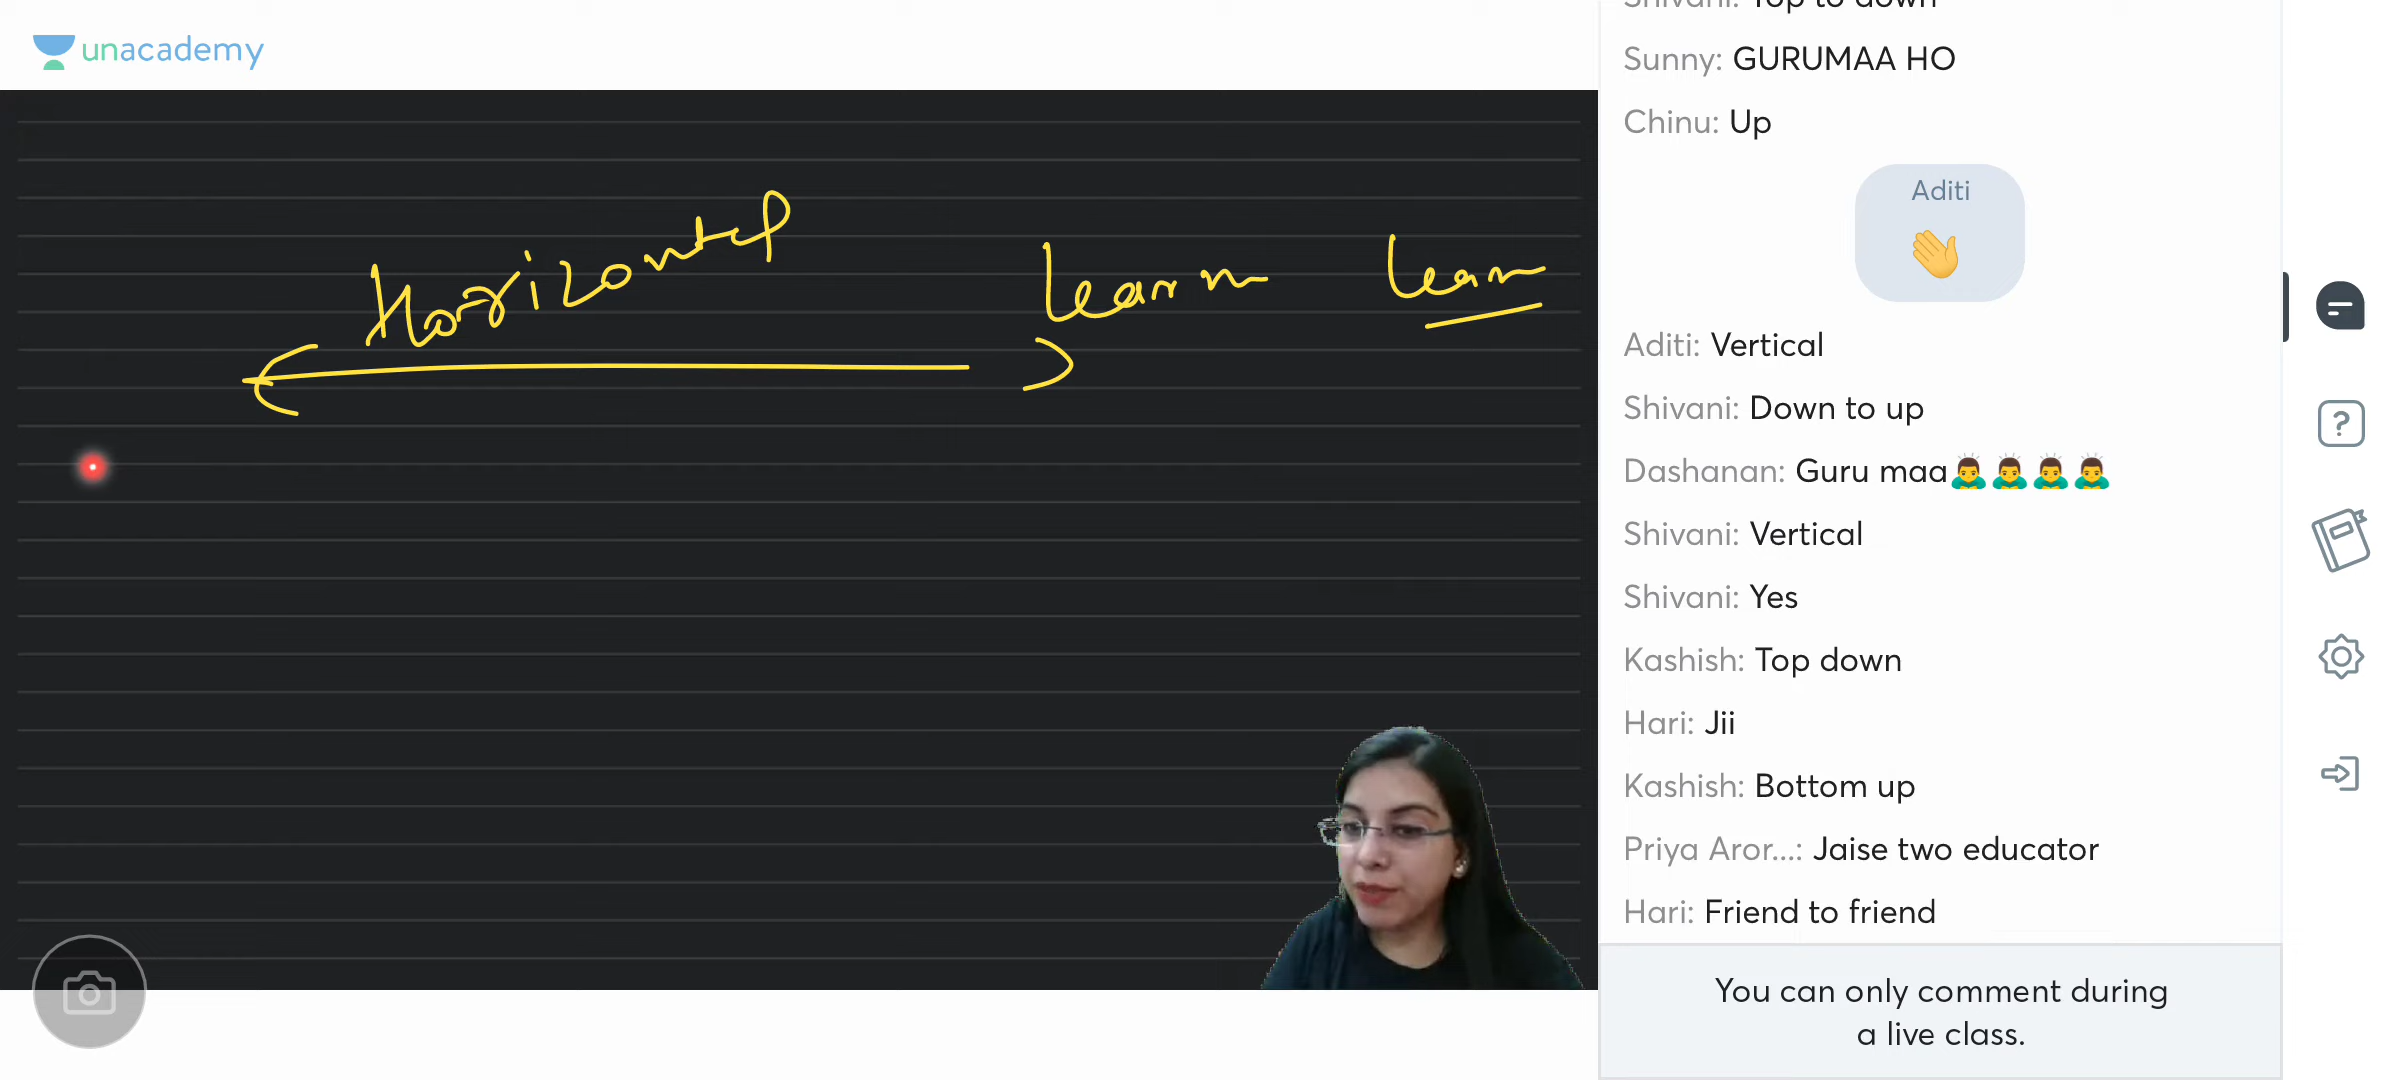 unacademy
Horizontal
learn learn
Shivani: Top to down
Sunny: GURUMAA HO
Chinu: Up
Aditi
👋
Aditi: Vertical
Shivani: Down to up
Dashanan: Guru maa🙇‍♂️🙇‍♂️🙇‍♂️🙇‍♂️
Shivani: Vertical
Shivani: Yes
Kashish: Top down
Hari: Jii
Kashish: Bottom up
Priya Aror...: Jaise two educator
Hari: Friend to friend
You can only comment during
a live class.